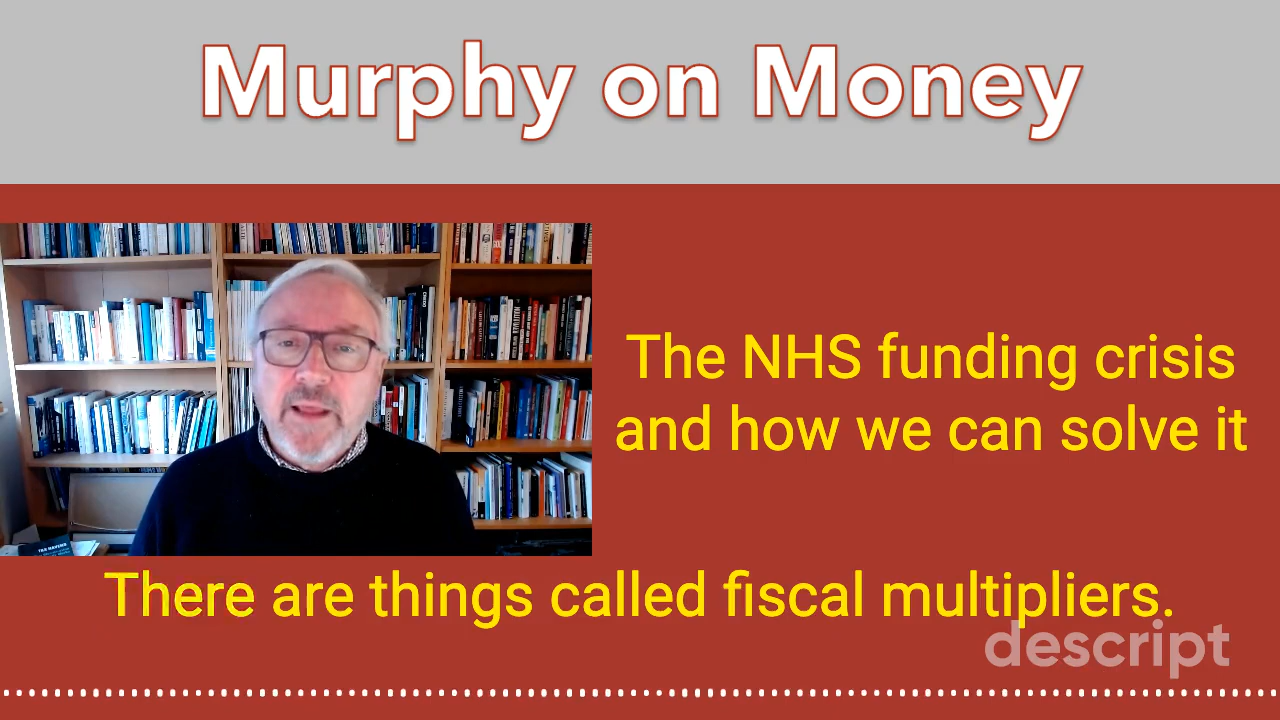 Murphy on Money
The NHS funding crisis
and how we can solve it
There are things called fiscal multipliers.
descript